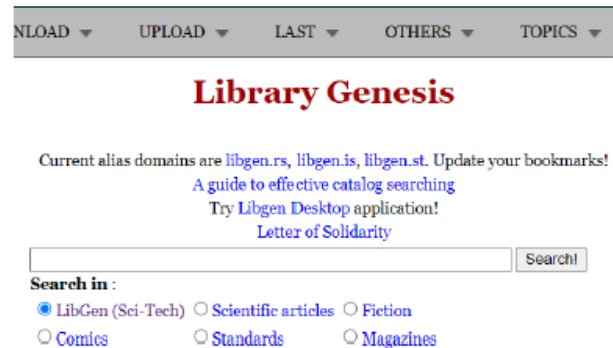 NLOAD UPLOAD LAST OTHERS TOPICS
Library Genesis
Current alias domains are libgen.rs, libgen.is, libgen.st. Update your bookmarks!
A guide to effective catalog searching
Try Libgen Desktop application!
Letter of Solidarity
Search!
Search in :
LibGen (Sci-Tech) Scientific articles Fiction
Comics Standards Magazines